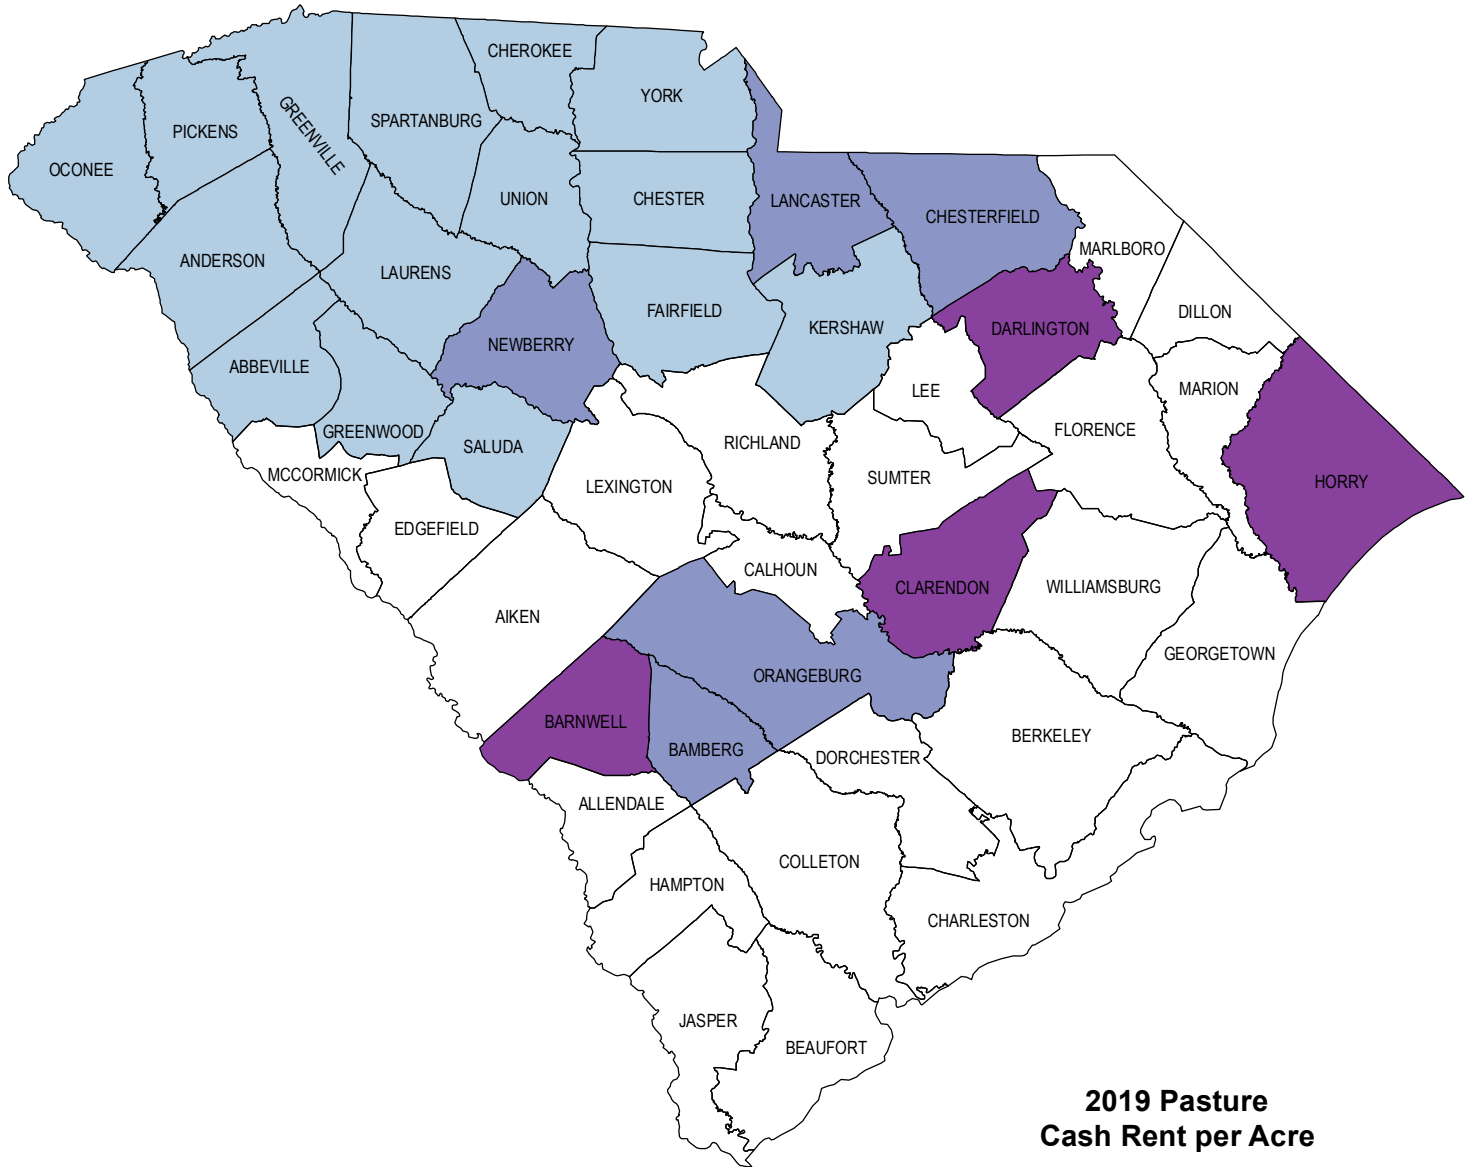 CHEROKEE
YORK
SPARTANBURG
GREENVILLE
PICKENS
OCONEE
UNION
CHESTER
LANCASTER
CHESTERFIELD
MARLBORO
ANDERSON
LAURENS
FAIRFIELD
KERSHAW
DARLINGTON
DILLON
NEWBERRY
ABBEVILLE
LEE
MARION
GREENWOOD
SALUDA
RICHLAND
FLORENCE
MCCORMICK
LEXINGTON
SUMTER
HORRY
EDGEFIELD
CALHOUN
CLARENDON
WILLIAMSBURG
AIKEN
GEORGETOWN
ORANGEBURG
BARNWELL
BAMBERG
BERKELEY
DORCHESTER
ALLENDALE
COLLETON
HAMPTON
CHARLESTON
JASPER
BEAUFORT
2019 Pasture
Cash Rent per Acre